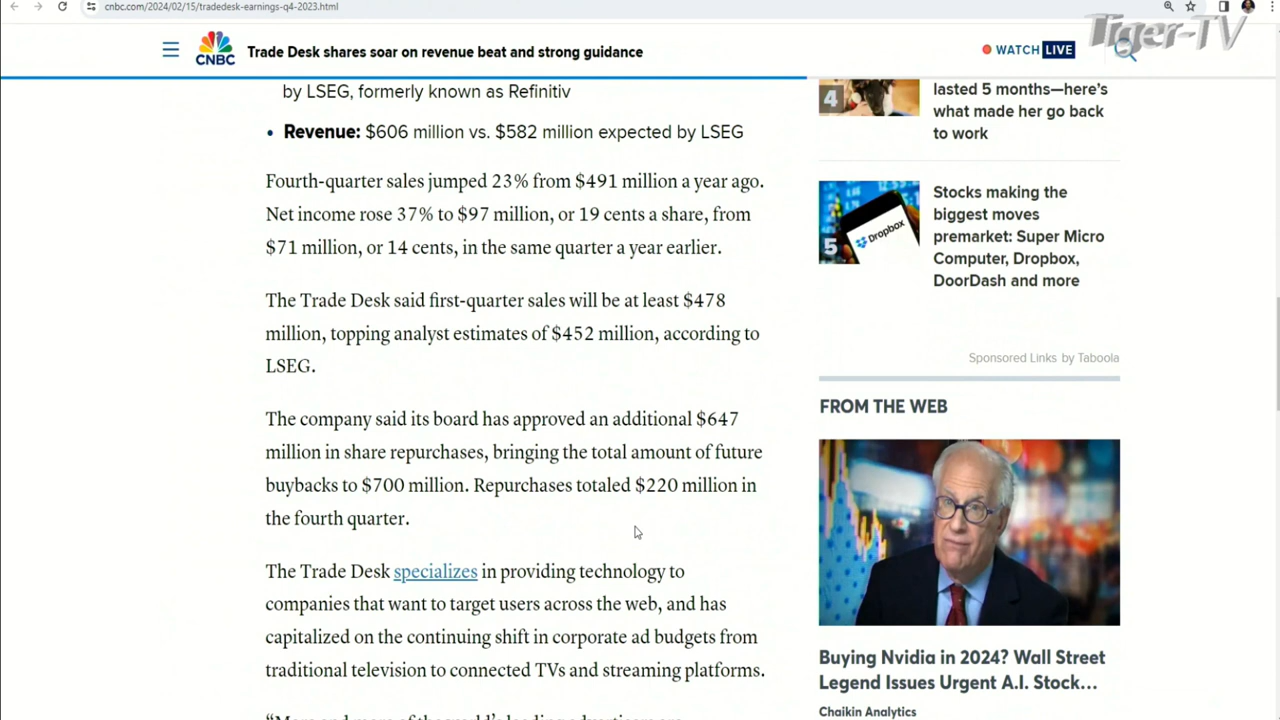 cnbc.com/2024/02/15/tradedesk-earnings-q4-2023.html
Tiger-TV
CNBC
Trade Desk shares soar on revenue beat and strong guidance
WATCH LIVE
by LSEG, formerly known as Refinitiv
• Revenue: $606 million vs. $582 million expected by LSEG
Fourth-quarter sales jumped 23% from $491 million a year ago.
Net income rose 37% to $97 million, or 19 cents a share, from
$71 million, or 14 cents, in the same quarter a year earlier.
The Trade Desk said first-quarter sales will be at least $478
million, topping analyst estimates of $452 million, according to
LSEG.
The company said its board has approved an additional $647
million in share repurchases, bringing the total amount of future
buybacks to $700 million. Repurchases totaled $220 million in
the fourth quarter.
The Trade Desk specializes in providing technology to
companies that want to target users across the web, and has
capitalized on the continuing shift in corporate ad budgets from
traditional television to connected TVs and streaming platforms.
"More and more of the world's leading advertisers are
4
lasted 5 months—here's
what made her go back
to work
5
Dropbox
Stocks making the
biggest moves
premarket: Super Micro
Computer, Dropbox,
DoorDash and more
Sponsored Links by Taboola
FROM THE WEB
Buying Nvidia in 2024? Wall Street
Legend Issues Urgent A.I. Stock...
Chaikin Analytics